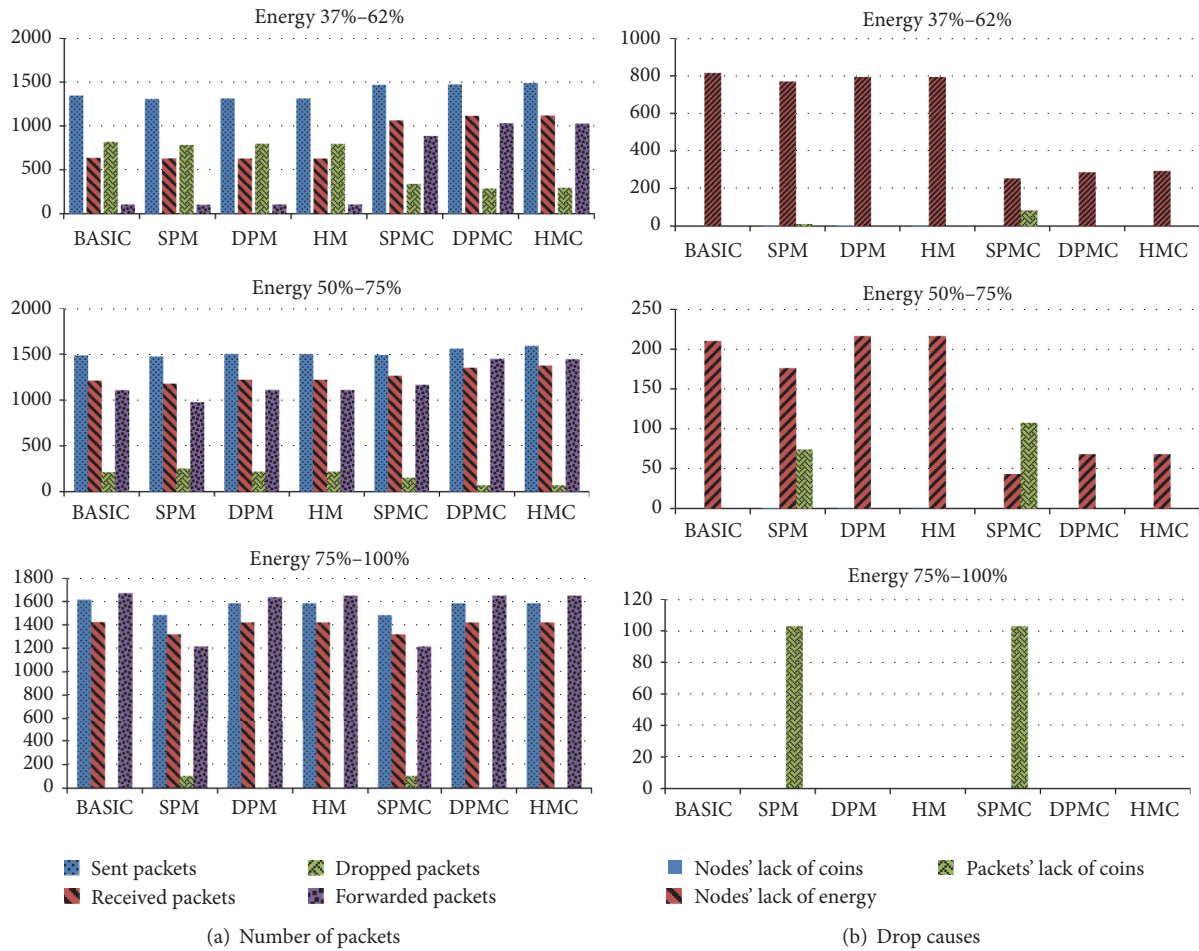 Energy 37%–62%
2000
1500
1000
500
0
BASIC SPM DPM HM SPMC DPMC HMC
Energy 50%–75%
2000
1500
1000
500
0
BASIC SPM DPM HM SPMC DPMC HMC
Energy 75%–100%
1800
1600
1400
1200
1000
800
600
400
200
0
BASIC SPM DPM HM SPMC DPMC HMC
Sent packets
Dropped packets
Received packets
Forwarded packets
(a) Number of packets
Energy 37%–62%
1000
800
600
400
200
0
BASIC SPM DPM HM SPMC DPMC HMC
Energy 50%–75%
250
200
150
100
50
0
BASIC SPM DPM HM SPMC DPMC HMC
Energy 75%–100%
120
100
80
60
40
20
0
BASIC SPM DPM HM SPMC DPMC HMC
Nodes' lack of coins
Packets' lack of coins
Nodes' lack of energy
(b) Drop causes